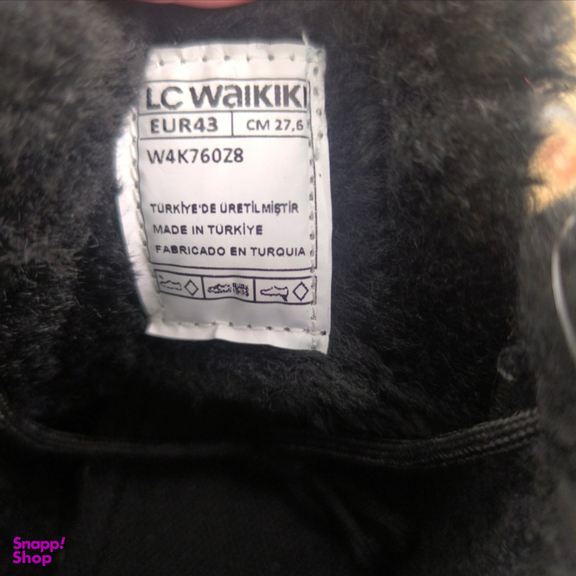 LC WAIKIKI
EUR43 CM 27,6
W4K760Z8
TÜRKİYE'DE ÜRETİLMİŞTİR
MADE IN TÜRKİYE
FABRICADO EN TURQUIA
Snapp!
Shop